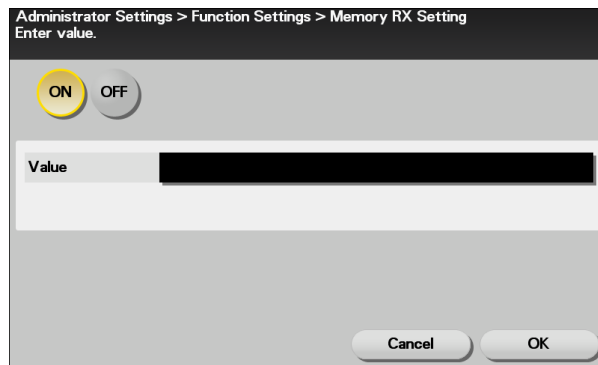 Administrator Settings > Function Settings > Memory RX Setting
Enter value.
ON OFF
Value
Cancel OK